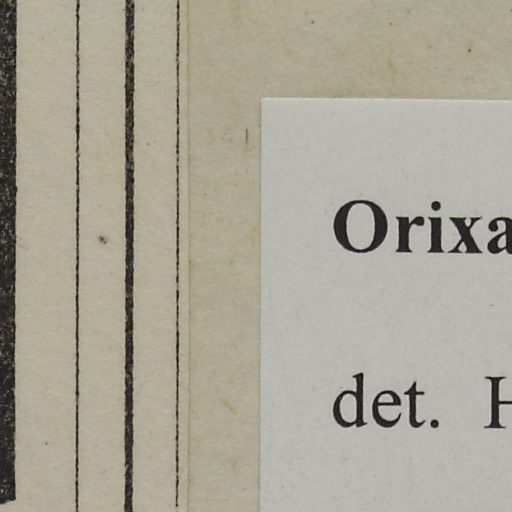 Orixa
det. H